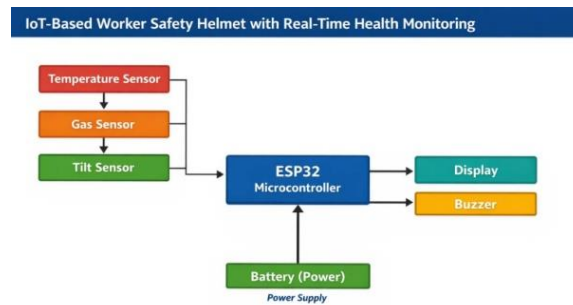 IoT-Based Worker Safety Helmet with Real-Time Health Monitoring
Temperature Sensor
Gas Sensor
Tilt Sensor
ESP32
Microcontroller
Display
Buzzer
Battery (Power)
Power Supply